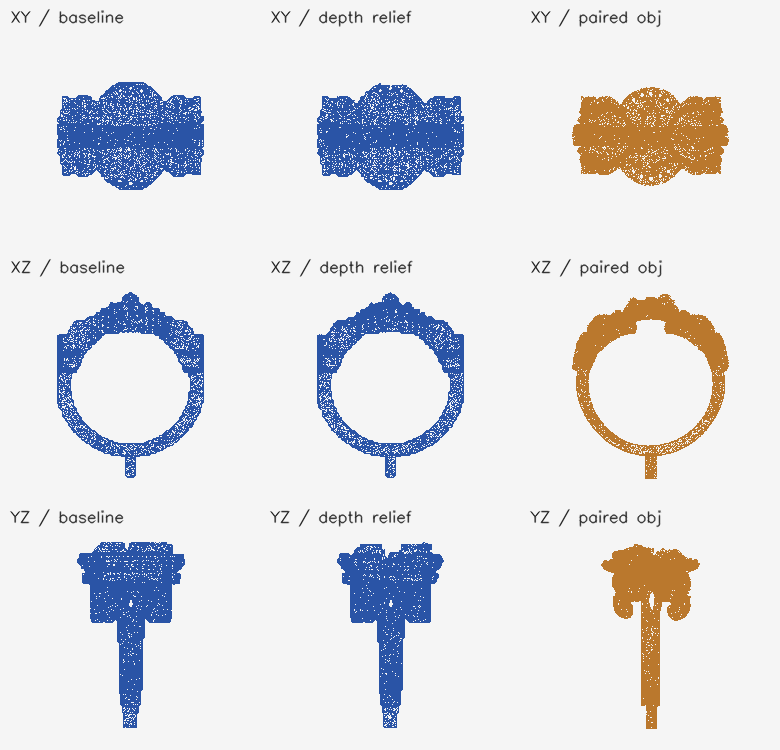 XY / baseline
XY / depth relief
XY / paired obj
XZ / baseline
XZ / depth relief
XZ / paired obj
YZ / baseline
YZ / depth relief
YZ / paired obj